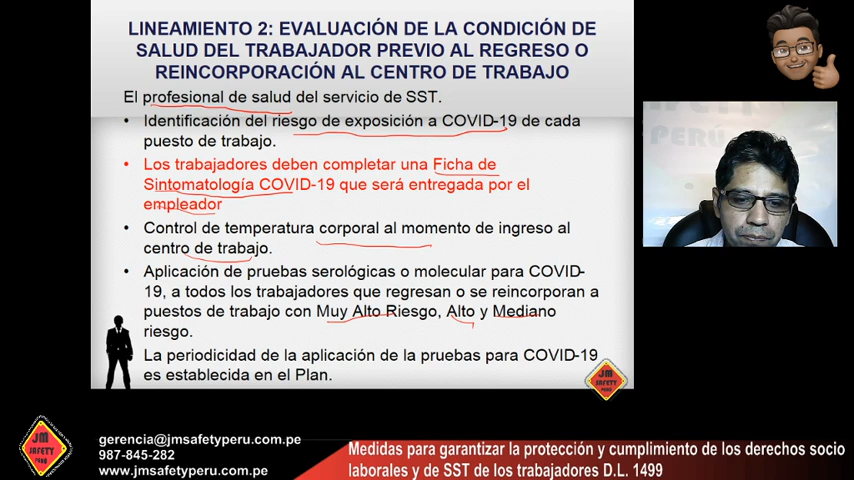 LINEAMIENTO 2: EVALUACIÓN DE LA CONDICIÓN DE
SALUD DEL TRABAJADOR PREVIO AL REGRESO O
REINCORPORACIÓN AL CENTRO DE TRABAJO
El profesional de salud del servicio de SST.
• Identificación del riesgo de exposición a COVID-19 de cada
puesto de trabajo.
• Los trabajadores deben completar una Ficha de
Sintomatología COVID-19 que será entregada por el
empleador
• Control de temperatura corporal al momento de ingreso al
centro de trabajo.
• Aplicación de pruebas serológicas o molecular para COVID-
19, a todos los trabajadores que regresan o se reincorporan a
puestos de trabajo con Muy Alto Riesgo, Alto y Mediano
riesgo.
La periodicidad de la aplicación de la pruebas para COVID-19
es establecida en el Plan.
JM
SAFETY
PERÚ
JM
SAFETY
PERÚ
gerencia@jmsafetyperu.com.pe
987-845-282
www.jmsafetyperu.com.pe
Medidas para garantizar la protección y cumplimiento de los derechos socio
laborales y de SST de los trabajadores D.L. 1499